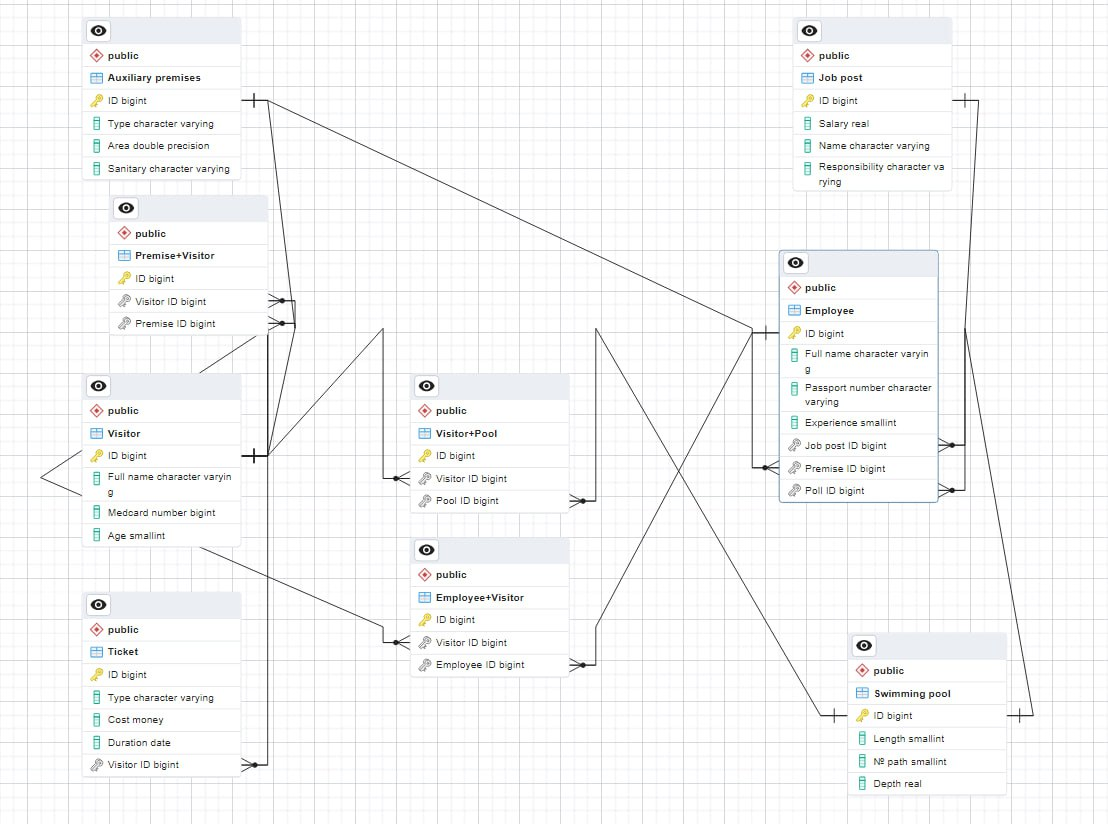 public
Auxiliary premises
ID bigint
Type character varying
Area double precision
Sanitary character varying
public
Job post
ID bigint
Salary real
Name character varying
Responsibility character va
rying
public
Premise+Visitor
ID bigint
Visitor ID bigint
Premise ID bigint
public
Employee
ID bigint
Full name character varyin
g
Passport number character
varying
Experience smallint
Job post ID bigint
Premise ID bigint
Poll ID bigint
public
Visitor
ID bigint
Full name character varyin
g
Medcard number bigint
Age smallint
public
Visitor+Pool
ID bigint
Visitor ID bigint
Pool ID bigint
public
Employee+Visitor
ID bigint
Visitor ID bigint
Employee ID bigint
public
Ticket
ID bigint
Type character varying
Cost money
Duration date
Visitor ID bigint
public
Swimming pool
ID bigint
Length smallint
№ path smallint
Depth real